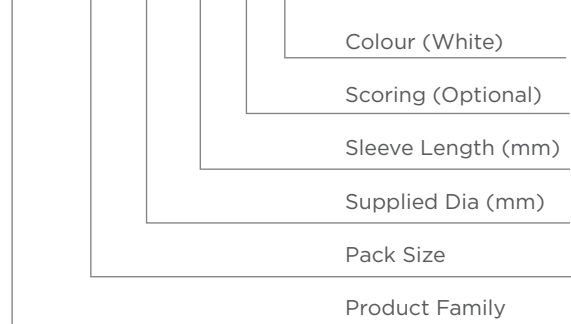 Colour (White)
Scoring (Optional)
Sleeve Length (mm)
Supplied Dia (mm)
Pack Size
Product Family